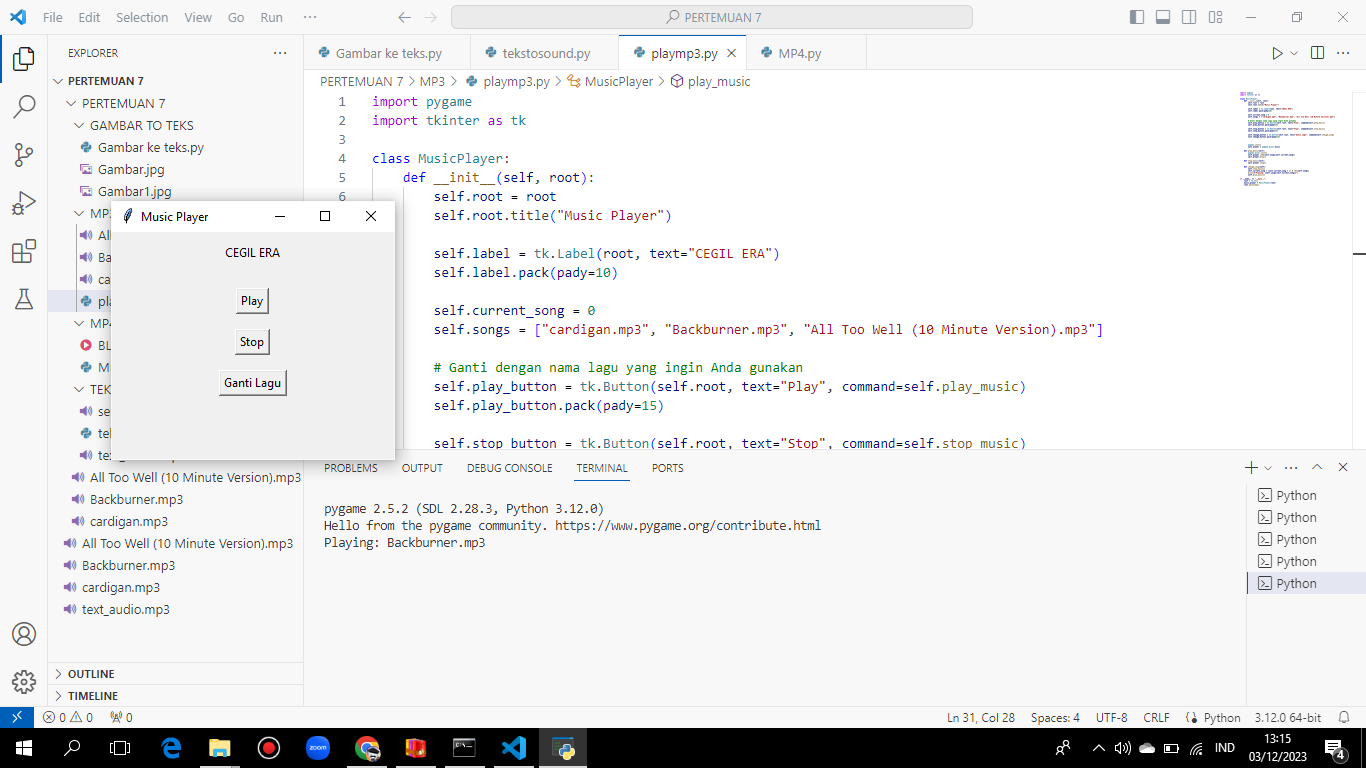 File Edit Selection View Go Run ···
PERTEMUAN 7
EXPLORER
PERTEMUAN 7
PERTEMUAN 7
GAMBAR TO TEKS
Gambar ke teks.py
Gambar.jpg
Gambar1.jpg
All Too Well (10 Minute Version).mp3
Backburner.mp3
cardigan.mp3
All Too Well (10 Minute Version).mp3
Backburner.mp3
cardigan.mp3
text_audio.mp3
OUTLINE
TIMELINE
Music Player
CEGIL ERA
Play
Stop
Ganti Lagu
Gambar ke teks.py tekstosound.py playmp3.py MP4.py
PERTEMUAN 7 > MP3 > playmp3.py > MusicPlayer > play_music
1 import pygame
2 import tkinter as tk
3
4 class MusicPlayer:
5 def __init__(self, root):
6 self.root = root
self.root.title("Music Player")
self.label = tk.Label(root, text="CEGIL ERA")
self.label.pack(pady=10)
self.current_song = 0
self.songs = ["cardigan.mp3", "Backburner.mp3", "All Too Well (10 Minute Version).mp3"]
# Ganti dengan nama lagu yang ingin Anda gunakan
self.play_button = tk.Button(self.root, text="Play", command=self.play_music)
self.play_button.pack(pady=15)
self.stop_button = tk.Button(self.root, text="Stop", command=self.stop_music)
PROBLEMS OUTPUT DEBUG CONSOLE TERMINAL PORTS
pygame 2.5.2 (SDL 2.28.3, Python 3.12.0)
Hello from the pygame community. https://www.pygame.org/contribute.html
Playing: Backburner.mp3
Python
Python
Python
Python
Python
0 0 0
Ln 31, Col 28 Spaces: 4 UTF-8 CRLF Python 3.12.0 64-bit
zoom
IND
13:15
03/12/2023
4